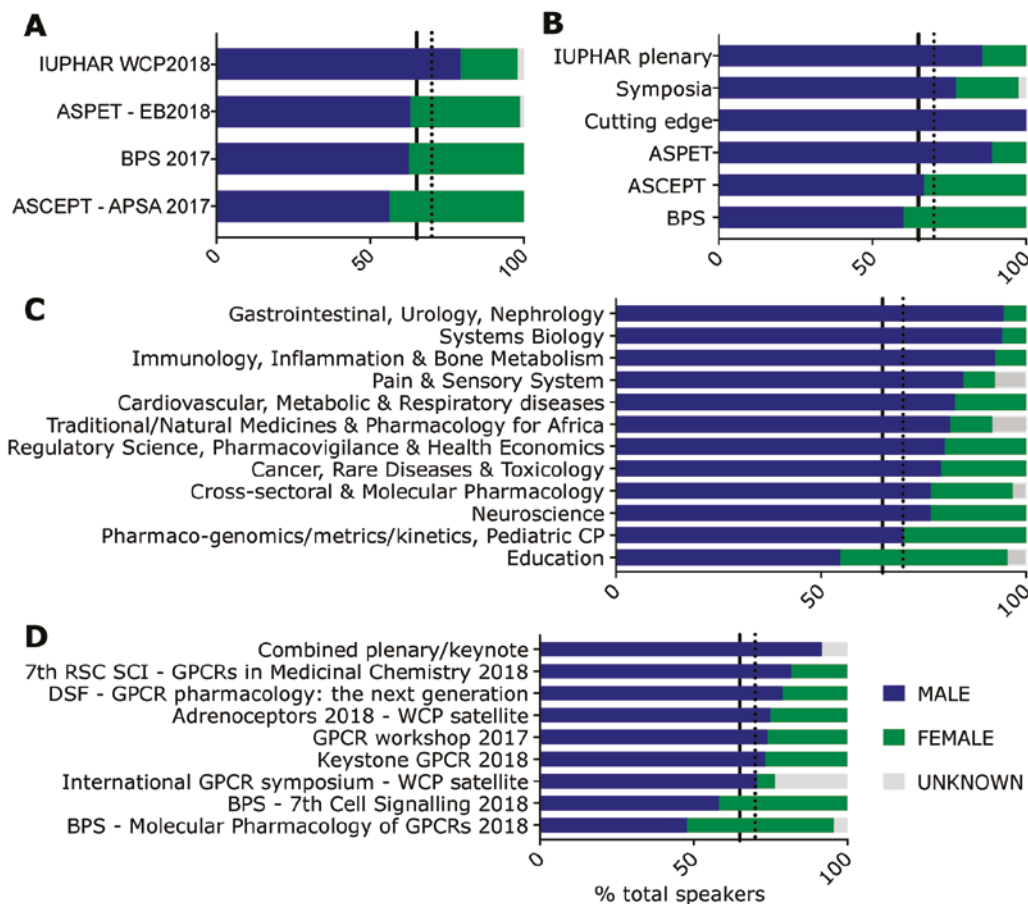 A
IUPHAR WCP2018
ASPET - EB2018
BPS 2017
ASCEPT - APSA 2017
0
50
100
B
IUPHAR plenary
Symposia
Cutting edge
ASPET
ASCEPT
BPS
0
50
100
C
Gastrointestinal, Urology, Nephrology
Systems Biology
Immunology, Inflammation & Bone Metabolism
Pain & Sensory System
Cardiovascular, Metabolic & Respiratory diseases
Traditional/Natural Medicines & Pharmacology for Africa
Regulatory Science, Pharmacovigilance & Health Economics
Cancer, Rare Diseases & Toxicology
Cross-sectoral & Molecular Pharmacology
Neuroscience
Pharmaco-genomics/metrics/kinetics, Pediatric CP
Education
0
50
100
D
Combined plenary/keynote
7th RSC SCI - GPCRs in Medicinal Chemistry 2018
DSF - GPCR pharmacology: the next generation
Adrenoceptors 2018 - WCP satellite
GPCR workshop 2017
Keystone GPCR 2018
International GPCR symposium - WCP satellite
BPS - 7th Cell Signalling 2018
BPS - Molecular Pharmacology of GPCRs 2018
0
50
100
% total speakers
MALE
FEMALE
UNKNOWN